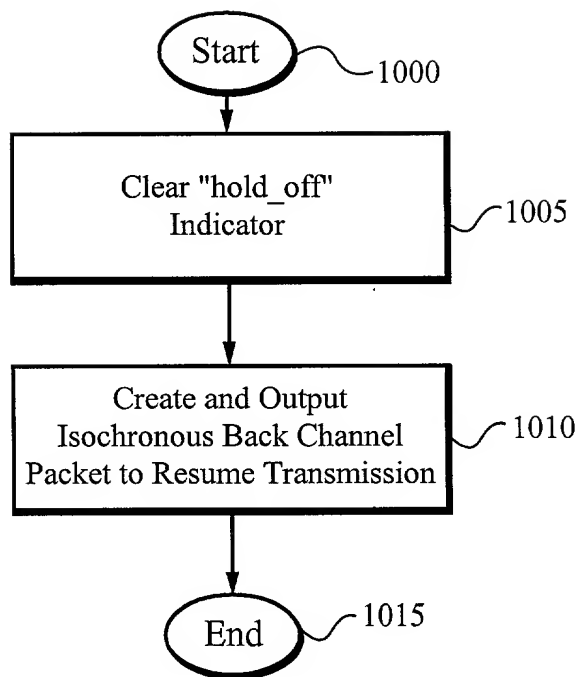 Start
1000
Clear "hold_off"
Indicator
1005
Create and Output
Isochronous Back Channel
Packet to Resume Transmission
1010
End
1015